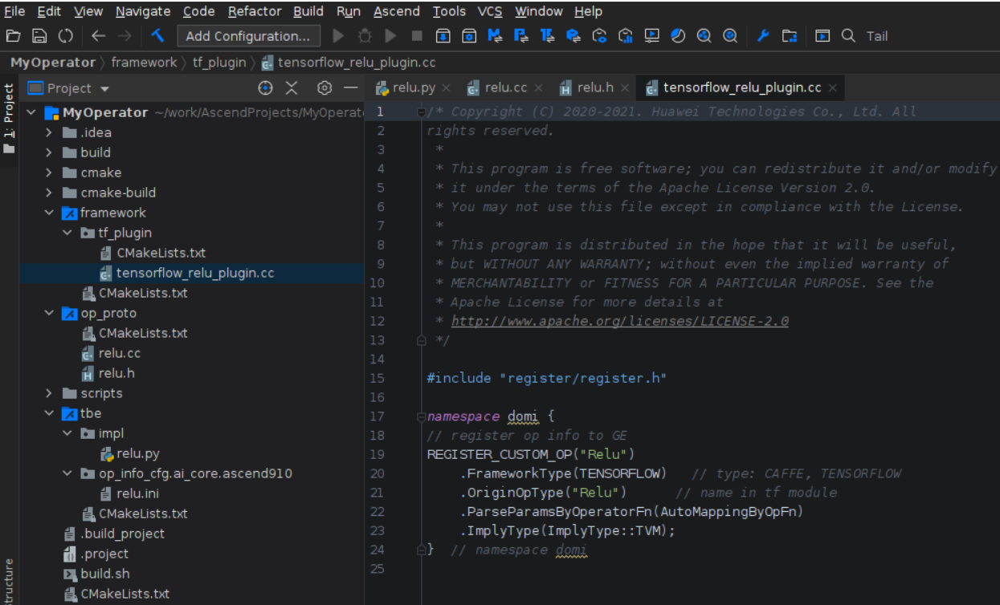 File Edit View Navigate Code Refactor Build Run Ascend Tools VCS Window Help
Add Configuration... Tail
MyOperator framework tf_plugin tensorflow_relu_plugin.cc
1: Project
Project
relu.py relu.cc relu.h tensorflow_relu_plugin.cc
MyOperator ~/work/AscendProjects/MyOperat
.idea
build
cmake
cmake-build
framework
tf_plugin
CMakeLists.txt
tensorflow_relu_plugin.cc
CMakeLists.txt
op_proto
CMakeLists.txt
relu.cc
relu.h
scripts
tbe
impl
relu.py
op_info_cfg.ai_core.ascend910
relu.ini
CMakeLists.txt
.build_project
.project
build.sh
CMakeLists.txt
tructure
1 /* Copyright (C) 2020-2021. Huawei Technologies Co., Ltd. All
2 rights reserved.
3 *
4 * This program is free software; you can redistribute it and/or modify
5 * it under the terms of the Apache License Version 2.0.
6 * You may not use this file except in compliance with the License.
7 *
8 * This program is distributed in the hope that it will be useful,
9 * but WITHOUT ANY WARRANTY; without even the implied warranty of
10 * MERCHANTABILITY or FITNESS FOR A PARTICULAR PURPOSE. See the
11 * Apache License for more details at
12 * http://www.apache.org/licenses/LICENSE-2.0
13 */
14
15 #include "register/register.h"
16
17 namespace domi {
18 // register op info to GE
19 REGISTER_CUSTOM_OP("Relu")
20 .FrameworkType(TENSORFLOW) // type: CAFFE, TENSORFLOW
21 .OriginOpType("Relu") // name in tf module
22 .ParseParamsByOperatorFn(AutoMappingByOpFn)
23 .ImplyType(ImplyType::TVM);
24 } // namespace domi
25